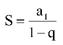 S = a₁ / (1 - q)